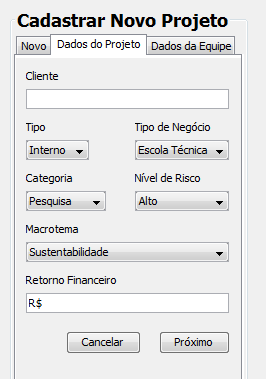 Cadastrar Novo Projeto
Novo Dados do Projeto Dados da Equipe
Cliente
Tipo Tipo de Negócio
Interno Escola Técnica
Categoria Nível de Risco
Pesquisa Alto
Macrotema
Sustentabilidade
Retorno Financeiro
R$
Cancelar Próximo